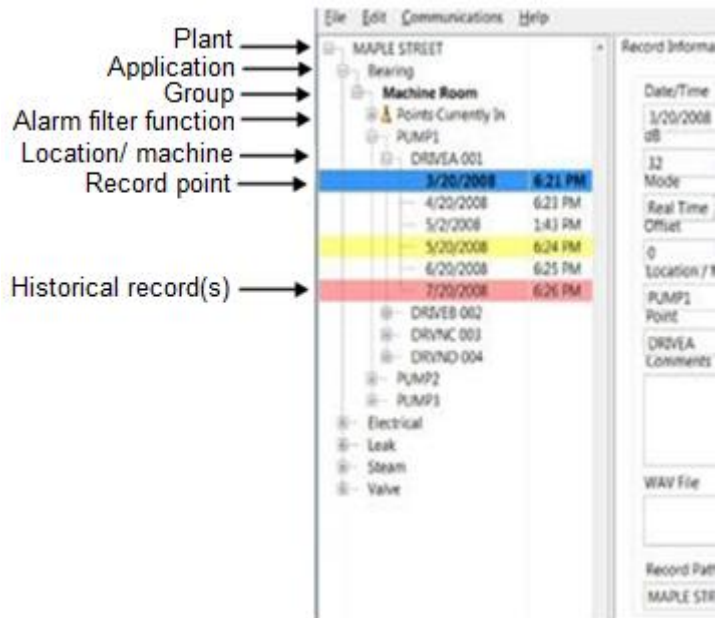 File Edit Communications Help
Plant
Application
Group
Alarm filter function
Location/ machine
Record point
Historical record(s)
MAPLE STREET
Bearing
Machine Room
Points Currently In
PUMP1
DRIVEA 001
3/20/2008 6:21 PM
4/20/2008 6:23 PM
5/2/2008 1:43 PM
5/20/2008 6:24 PM
6/20/2008 6:25 PM
7/20/2008 6:26 PM
DRIVEB 002
DRVNC 003
DRVND 004
PUMP2
PUMP3
Electrical
Leak
Steam
Valve
Record Informa
Date/Time
3/20/2008
dB
32
Mode
Real Time
Offset
0
Location / M
PUMP1
Point
DRIVEA
Comments
WAV File
Record Path
MAPLE STR